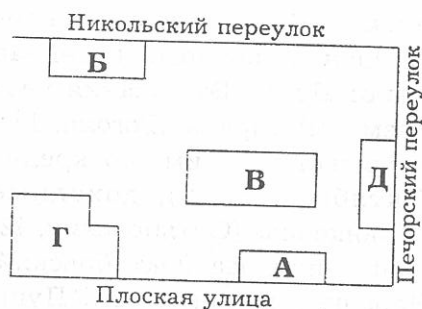 Никольский переулок
Б
Печорский переулок
В
Д
Г
А
Плоская улица